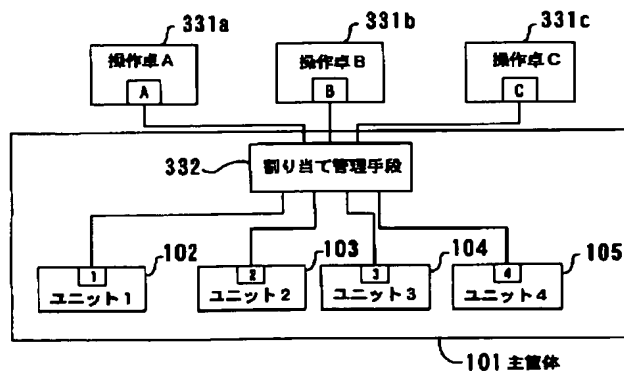 331a
331b
331c
操作卓A
操作卓B
操作卓C
A
B
C
332
割り当て管理手段
102
103
104
105
1
2
3
4
ユニット1
ユニット2
ユニット3
ユニット4
101 主筐体